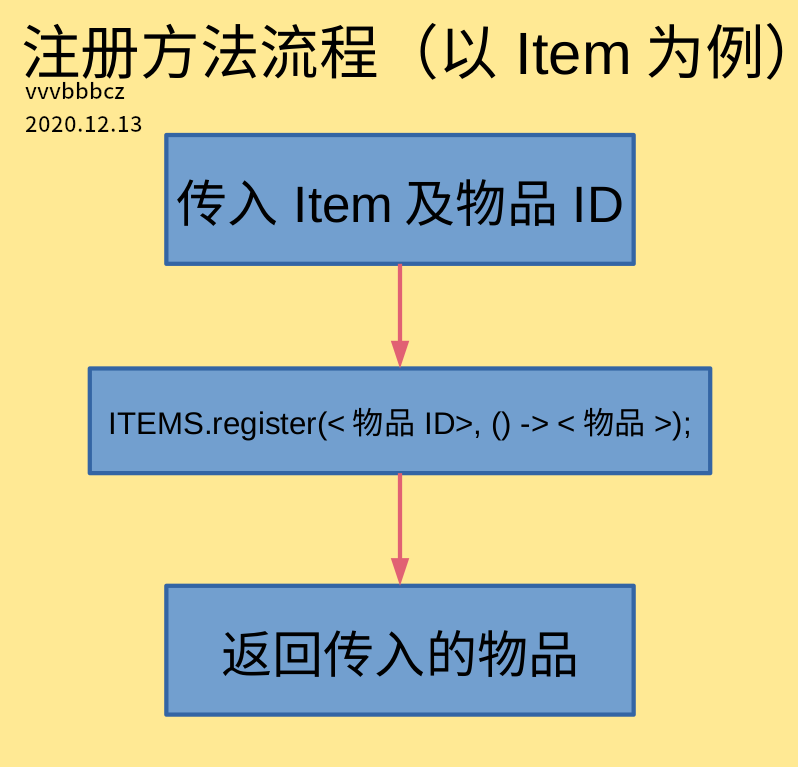 注册方法流程（以 Item 为例）
vvvbbbcz
2020.12.13
传入 Item 及物品 ID
ITEMS.register(< 物品 ID>, () -> < 物品 >);
返回传入的物品